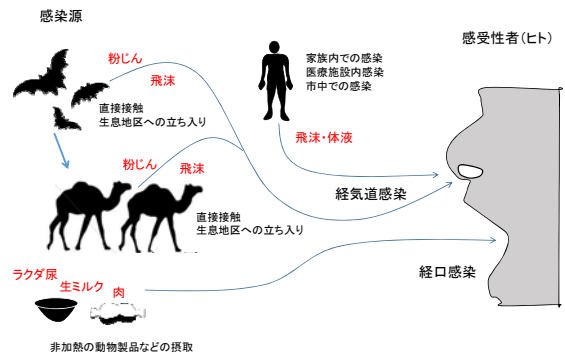 感染源
粉じん
飛沫
直接接触
生息地区への立ち入り
家族内での感染
医療施設内感染
市中での感染
感受性者（ヒト）
飛沫・体液
粉じん
飛沫
経気道感染
直接接触
生息地区への立ち入り
経口感染
ラクダ尿
生ミルク
肉
非加熱の動物製品などの摂取